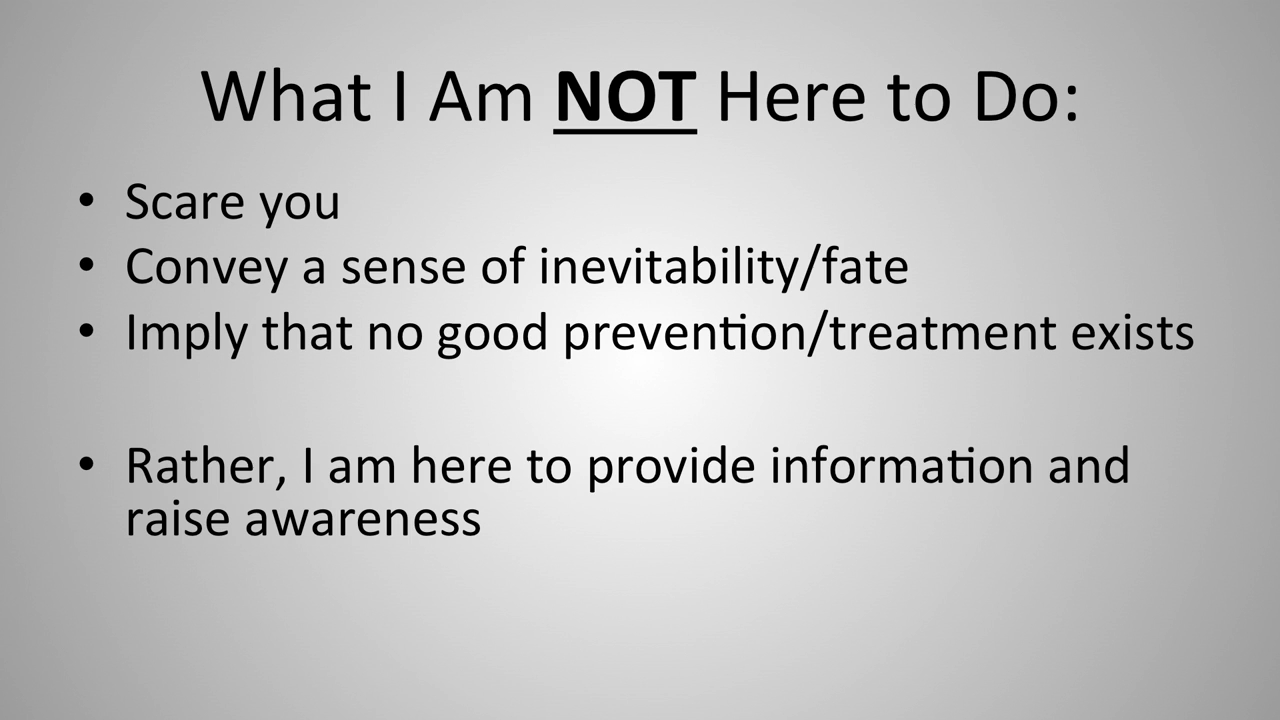 What I Am NOT Here to Do:
• Scare you
• Convey a sense of inevitability/fate
• Imply that no good prevention/treatment exists
• Rather, I am here to provide information and
raise awareness